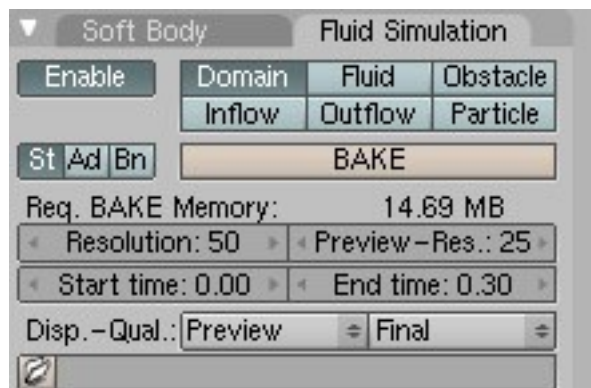 Soft Body Fluid Simulation
Enable Domain Fluid Obstacle
Inflow Outflow Particle
St Ad Bn BAKE
Req. BAKE Memory: 14.69 MB
Resolution: 50 Preview-Res.: 25
Start time: 0.00 End time: 0.30
Disp.-Qual.: Preview Final